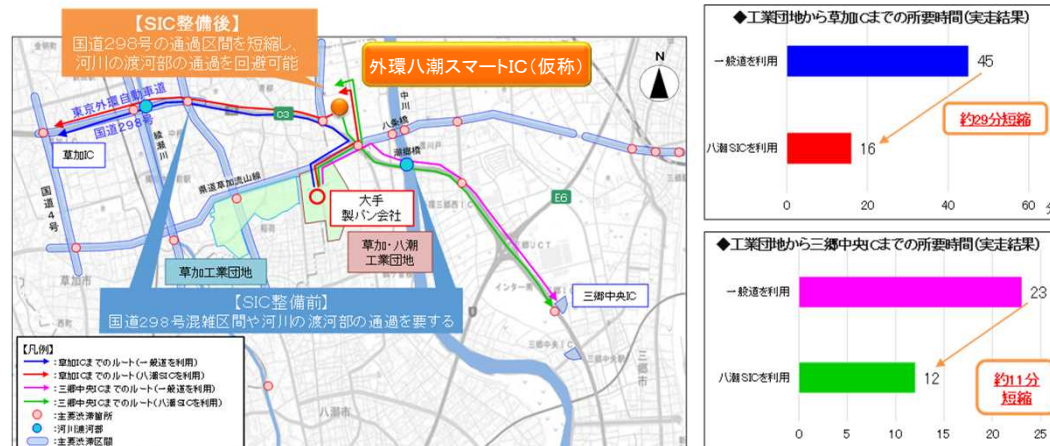 【SIC整備後】
国道298号の通過区間を短縮し、
河川の渡河部の通過を回避可能
外環八潮スマートIC(仮称)
N
東京外環自動車道
国道298号
C3
綾瀬川
中川
八条橋
潮郷橋
草加IC
県道草加流山線
国道4号
大手
製パン会社
E6
草加・八潮
工業団地
草加工業団地
三郷JCT
三郷中央IC
草加市
【SIC整備前】
国道298号混雑区間や河川の渡河部の通過を要する
三郷市
八潮市
【凡例】
:草加ICまでのルート(一般道を利用)
:草加ICまでのルート(八潮SICを利用)
:三郷中央ICまでのルート(一般道を利用)
:三郷中央ICまでのルート(八潮SICを利用)
:主要渋滞箇所
:河川渡河部
:主要渋滞区間
◆工業団地から草加ICまでの所要時間(実走結果)
一般道を利用
45
約29分短縮
八潮SICを利用
16
0 20 40 60
◆工業団地から三郷中央ICまでの所要時間(実走結果)
一般道を利用
23
八潮SICを利用
12
約11分
短縮
0 5 10 15 20 25